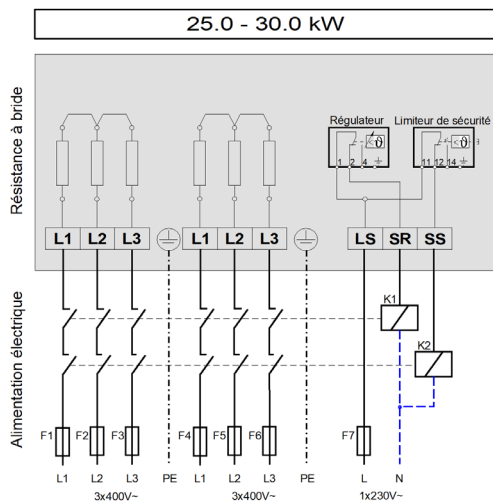 25.0 - 30.0 kW
Résistance à bride
Régulateur
Limiteur de sécurité
ϑ
ϑ
1 2 4
11 12 14
L1 L2 L3
L1 L2 L3
LS SR SS
Alimentation électrique
K1
K2
F1 F2 F3 F4 F5 F6 F7
L1 L2 L3 PE L1 L2 L3 PE L N
3x400V~ 3x400V~ 1x230V~